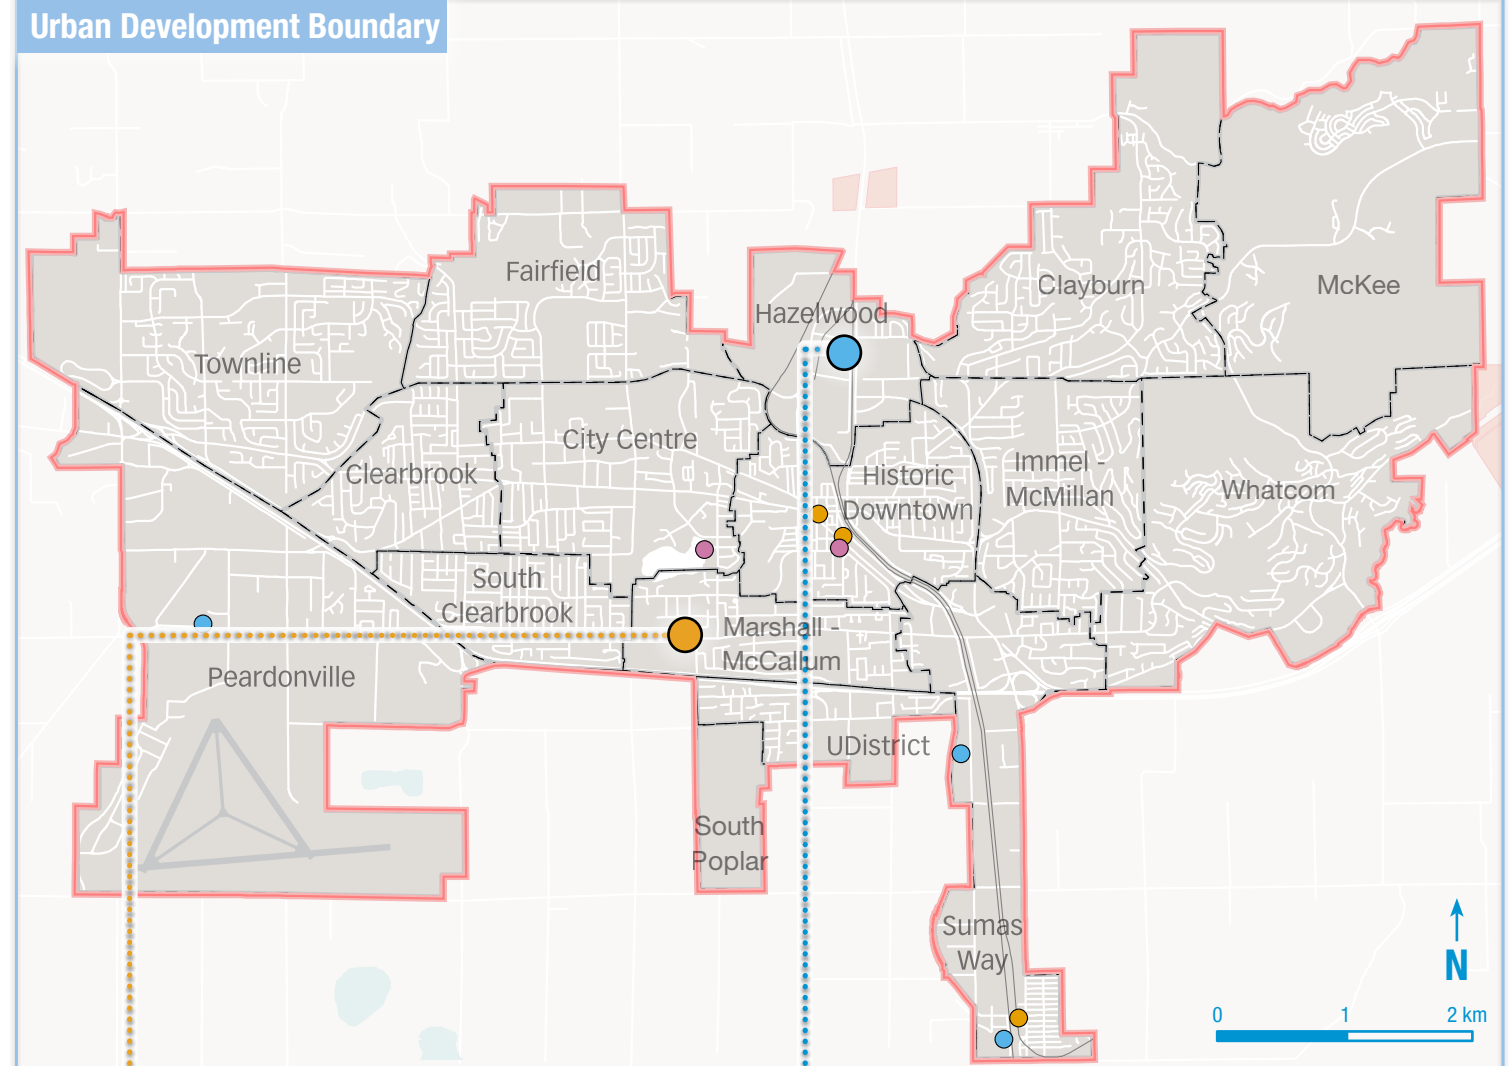 Urban Development Boundary
Fairfield
Hazelwood
Clayburn
McKee
Townline
City Centre
Clearbrook
Historic
Downtown
Immel -
McMillan
Whatcom
South
Clearbrook
Marshall -
McCallum
Peardonville
UDistrict
South
Poplar
Sumas
Way
N
0 1 2 km